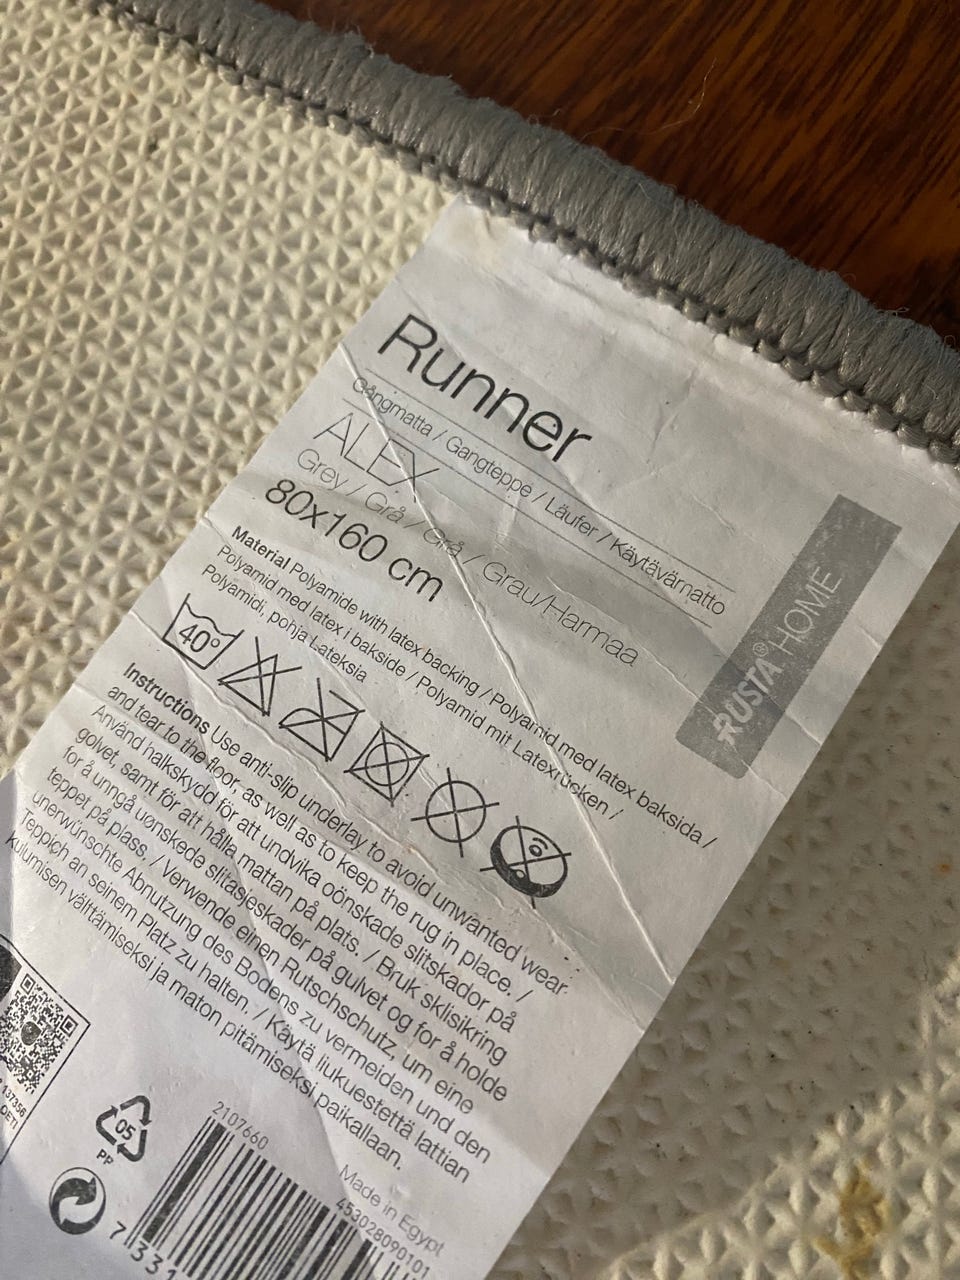 Runner
Gångmatta / Gangteppe / Läufer / Käytävärnatto
ALEX
Grey / Grå / Grå / Grau/Harmaa
80x160 cm
RUSTA® HOME
Material Polyamide with latex backing / Polyamid med latex baksida /
Polyamid med latex i bakside / Polyamid mit Latexrücken /
Polyamidi, pohja Lateksia
40°
Instructions Use anti-slip underlay to avoid unwanted wear
and tear to the floor, as well as to keep the rug in place. /
Använd halkskydd för att undvika oönskade slitskador på
golvet, samt för att hålla mattan på plats. / Bruk sklisikring
for å unngå uønskede slitasjeskader på gulvet og for å holde
teppet på plass. / Verwende einen Rutschschutz, um eine
unerwünschte Abnutzung des Bodens zu vermeiden und den
Teppich an seinem Platz zu halten. / Käytä liukuestettä lattian
kulumisen välttämiseksi ja maton pitämiseksi paikallaan.
137356
05
PP
2107660
Made in Egypt
453028090101
7 331